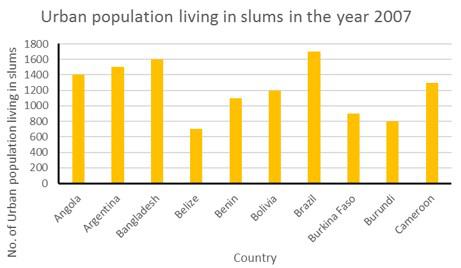 Urban population living in slums in the year 2007
No. of Urban population living in slums
1800
1600
1400
1200
1000
800
600
400
200
0
Angola
Argentina
Bangladesh
Belize
Benin
Bolivia
Brazil
Burkina Faso
Burundi
Cameroon
Country